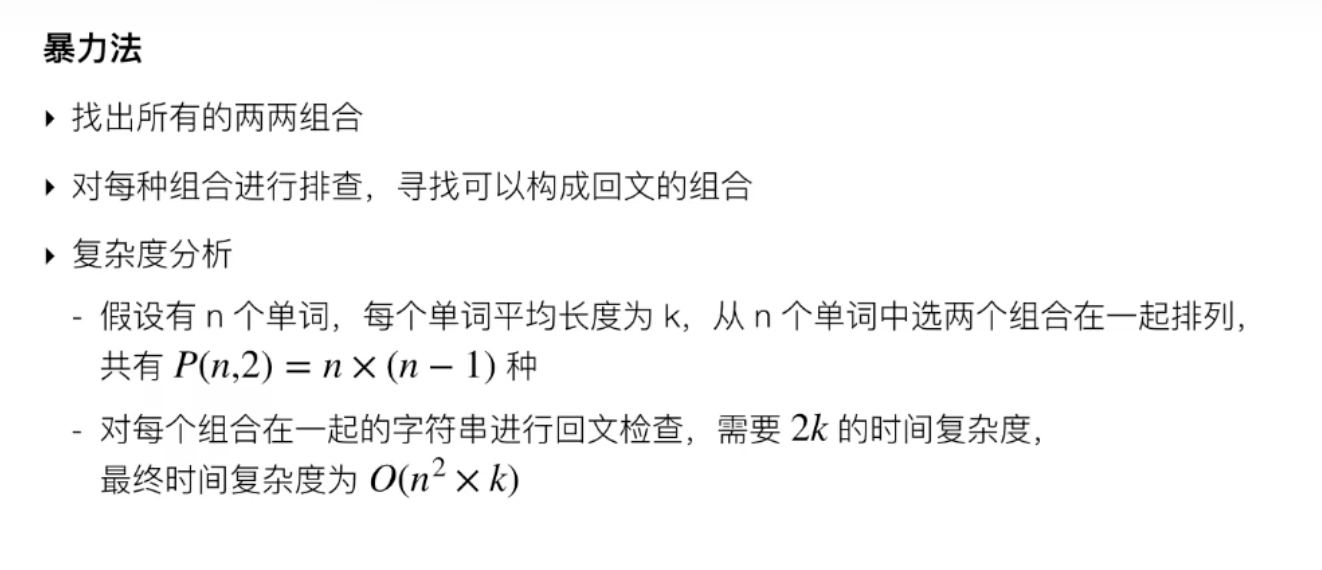 暴力法
‣ 找出所有的两两组合
‣ 对每种组合进行排查，寻找可以构成回文的组合
‣ 复杂度分析
- 假设有 n 个单词，每个单词平均长度为 k，从 n 个单词中选两个组合在一起排列，
共有 P(n,2) = n × (n − 1) 种
- 对每个组合在一起的字符串进行回文检查，需要 2k 的时间复杂度，
最终时间复杂度为 O(n² × k)